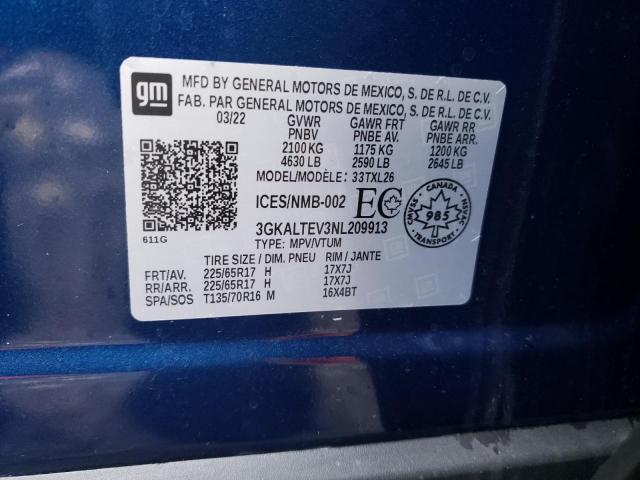 gm
MFD BY GENERAL MOTORS DE MEXICO, S. DE R.L. DE C.V.
FAB. PAR GENERAL MOTORS DE MEXICO, S. DE R.L. DE C.V.
03/22 GVWR GAWR FRT GAWR RR
PNBV PNBE AV. PNBE ARR.
2100 KG 1175 KG 1200 KG
4630 LB 2590 LB 2645 LB
MODEL/MODÈLE: 33TXL26
ICES/NMB-002 EC
CANADA
NSVAC
985
CNSVAC
TRANSPORT
3GKALTEV3NL209913
611G
TYPE: MPV/VTUM
TIRE SIZE / DIM. PNEU RIM / JANTE
FRT/AV. 225/65R17 H 17X7J
RR/ARR. 225/65R17 H 17X7J
SPA/SOS T135/70R16 M 16X4BT